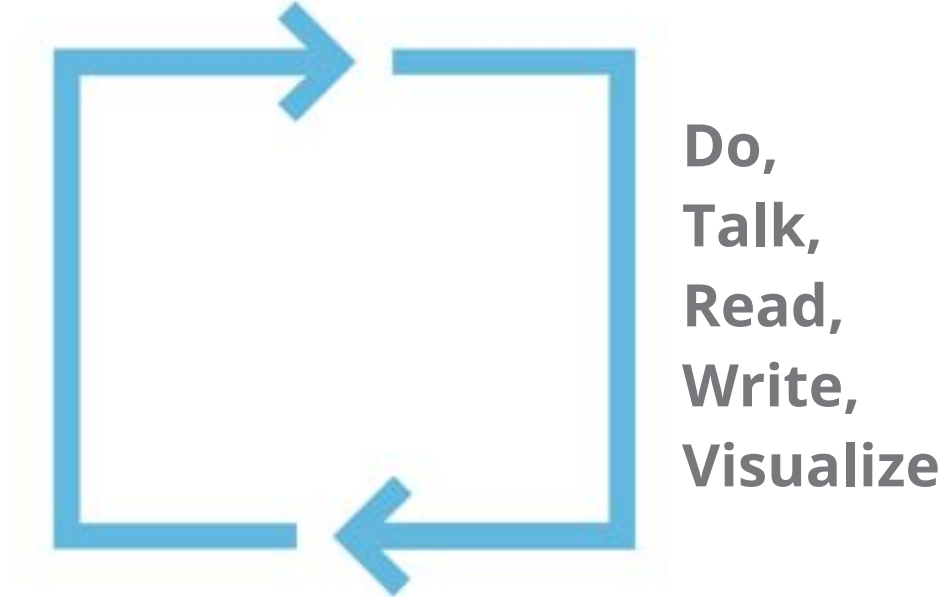 Do,
Talk,
Read,
Write,
Visualize